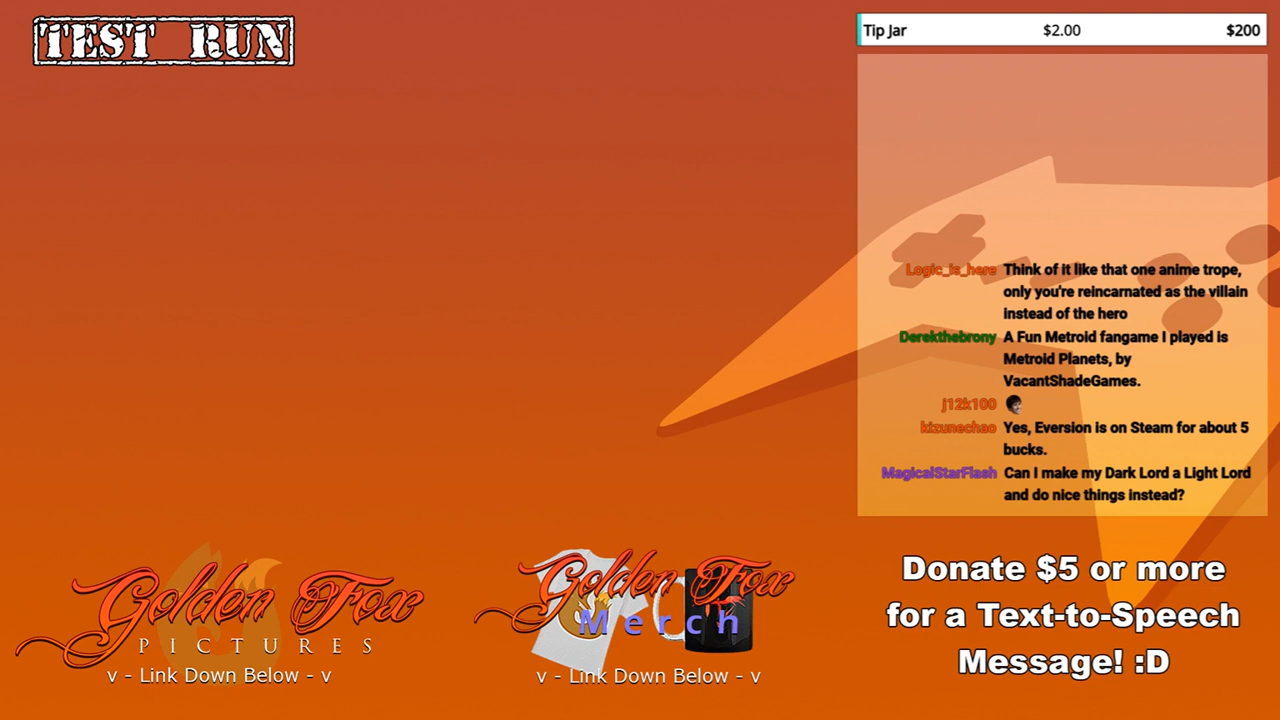 TEST RUN
Tip Jar $2.00 $200
Logic_is_here Think of it like that one anime trope,
only you're reincarnated as the villain
instead of the hero
Derekthebrony A Fun Metroid fangame I played is
Metroid Planets, by
VacantShadeGames.
j12k100
kizunechao Yes, Eversion is on Steam for about 5
bucks.
MagicalStarFlash Can I make my Dark Lord a Light Lord
and do nice things instead?
Golden Fox
PICTURES
v - Link Down Below - v
Golden Fox
Merch
v - Link Down Below - v
Donate $5 or more
for a Text-to-Speech
Message! :D